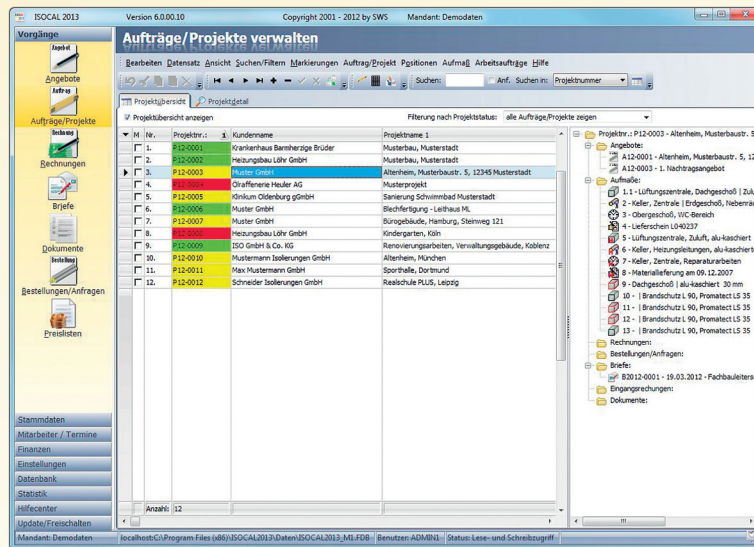 ISOCAL 2013 Version 6.0.00.10 Copyright 2001 - 2012 by SWS Mandant: Demodaten
Vorgänge
Angebot
Angebote
Auftrag
Aufträge/Projekte
Rechnung
Rechnungen
Briefe
Dokumente
Bestellung
Bestellungen/Anfragen
Preislisten
Stammdaten
Mitarbeiter / Termine
Finanzen
Einstellungen
Datenbank
Statistik
Hilfecenter
Update/Freischalten
Aufträge/Projekte verwalten
Bearbeiten Datensatz Ansicht Suchen/Filtern Markierungen Auftrag/Projekt Positionen Aufmaß Arbeitsaufträge Hilfe
Suchen: Anf. Suchen in: Projektnummer
Projektübersicht Projektdetail
Projektübersicht anzeigen Filterung nach Projektstatus: alle Aufträge/Projekte zeigen
M Nr. Projektnr.: 1 Kundenname Projektname 1
1. P12-0001 Krankenhaus Barmherzige Brüder Musterbau, Musterstadt
2. P12-0002 Heizungsbau Löhr GmbH Musterbau, Musterstadt
3. P12-0003 Muster GmbH Altenheim, Musterbaustr. 5, 12345 Musterstadt
4. P12-0004 Ölraffenerie Heuler AG Musterprojekt
5. P12-0005 Klinikum Oldenburg gGmbH Sanierung Schwimmbad Musterstadt
6. P12-0006 Muster GmbH Blechfertigung - Leithaus ML
7. P12-0007 Muster GmbH Bürogebäude, Hamburg, Steinweg 121
8. P12-0008 Heizungsbau Löhr GmbH Kindergarten, Köln
9. P12-0009 ISO GmbH & Co. KG Renovierungsarbeiten, Verwaltungsgebäude, Koblenz
10. P12-0010 Mustermann Isolierungen GmbH Altenheim, München
11. P12-0011 Max Mustermann GmbH Sporthalle, Dortmund
12. P12-0012 Schneider Isolierungen GmbH Realschule PLUS, Leipzig
Anzahl: 12
Projektnr.: P12-0003 - Altenheim, Musterbaustr. 5
Angebote:
A12-0001 - Altenheim, Musterbaustr. 5, 12
A12-0003 - 1. Nachtragsangebot
Aufmaße:
1.1 - Lüftungszentrale, Dachgeschoß | Zulu
2 - Keller, Zentrale | Erdgeschoß, Nebenräu
3 - Obergeschoß, WC-Bereich
4 - Lieferschein L040237
5 - Lüftungszentrale, Zuluft, alu-kaschiert
6 - Keller, Heizungsleitungen, alu-kaschierte
7 - Keller, Zentrale, Reparaturarbeiten
8 - Materiallieferung am 09.12.2007
9 - Dachgeschoß | alu-kaschiert 30 mm
10 - | Brandschutz L 90, Promatect LS 35
11 - | Brandschutz L 90, Promatect LS 35
12 - | Brandschutz L 90, Promatect LS 35
13 - | Brandschutz L 90, Promatect LS 35
Rechnungen:
Bestellungen/Anfragen:
Briefe:
B2012-0001 - 19.03.2012 - Fachbauleiterse
Eingangsrechungen:
Dokumente:
Mandant: Demodaten localhost:C:\Program Files (x86)\ISOCAL2013\Daten\ISOCAL2013_M1.FDB Benutzer: ADMIN1 Status: Lese- und Schreibzugriff